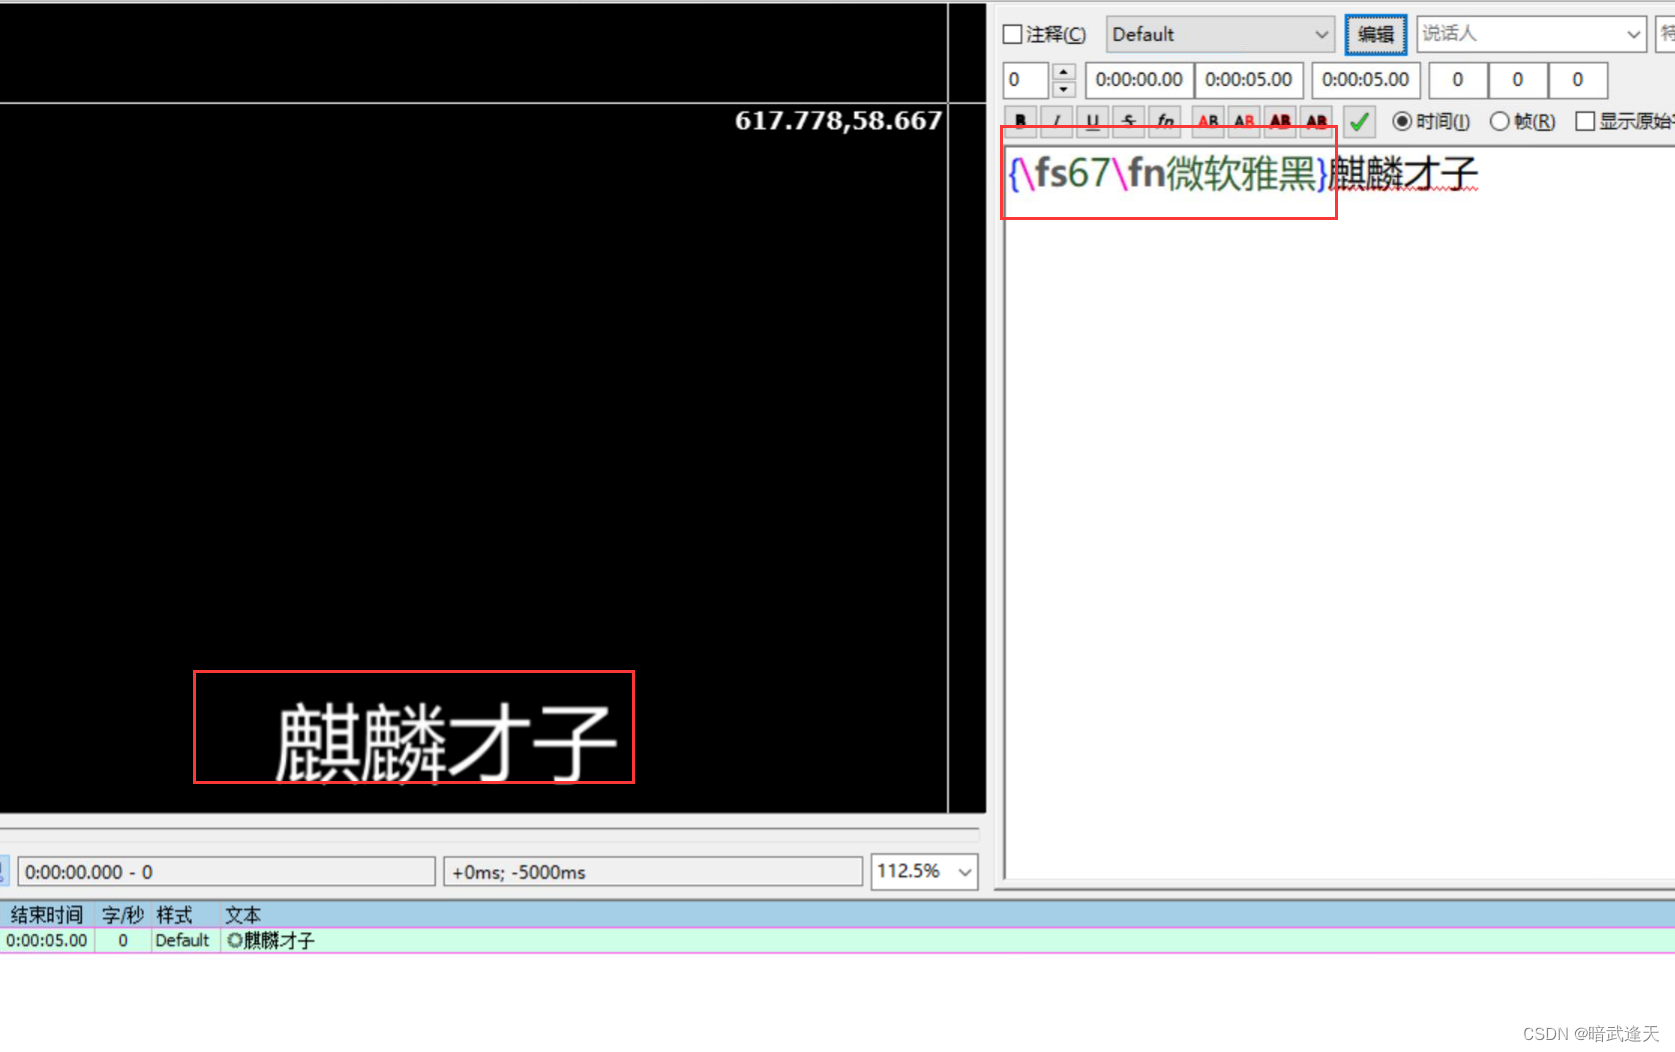 注释(C) Default 编辑 说话人
0 0:00:00.00 0:00:05.00 0:00:05.00 0 0 0
B I U S fn AB AB AB AB 时间(I) 帧(R) 显示原始
617.778,58.667
{\fs67\fn微软雅黑}麒麟才子
麒麟才子
0:00:00.000 - 0 +0ms; -5000ms 112.5%
结束时间 字/秒 样式 文本
0:00:05.00 0 Default 麒麟才子
CSDN @暗武逢天